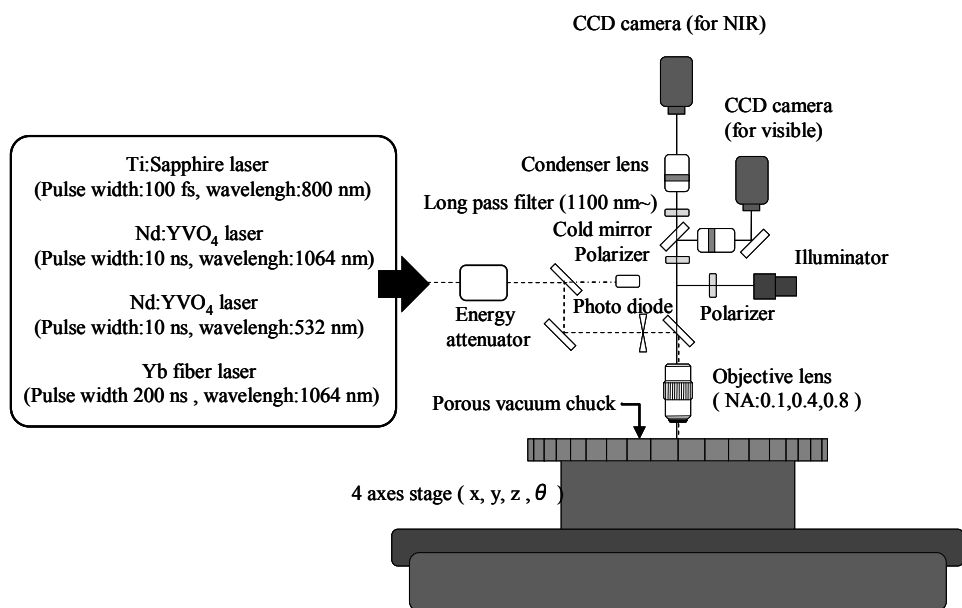 CCD camera (for NIR)
CCD camera
(for visible)
Condenser lens
Long pass filter (1100 nm~)
Cold mirror
Polarizer
Illuminator
Photo diode
Polarizer
Energy
attenuator
Objective lens
( NA:0.1,0.4,0.8 )
Porous vacuum chuck
4 axes stage ( x, y, z , θ )
Ti:Sapphire laser
(Pulse width:100 fs, wavelengh:800 nm)
Nd:YVO₄ laser
(Pulse width:10 ns, wavelengh:1064 nm)
Nd:YVO₄ laser
(Pulse width:10 ns, wavelengh:532 nm)
Yb fiber laser
(Pulse width 200 ns , wavelengh:1064 nm)